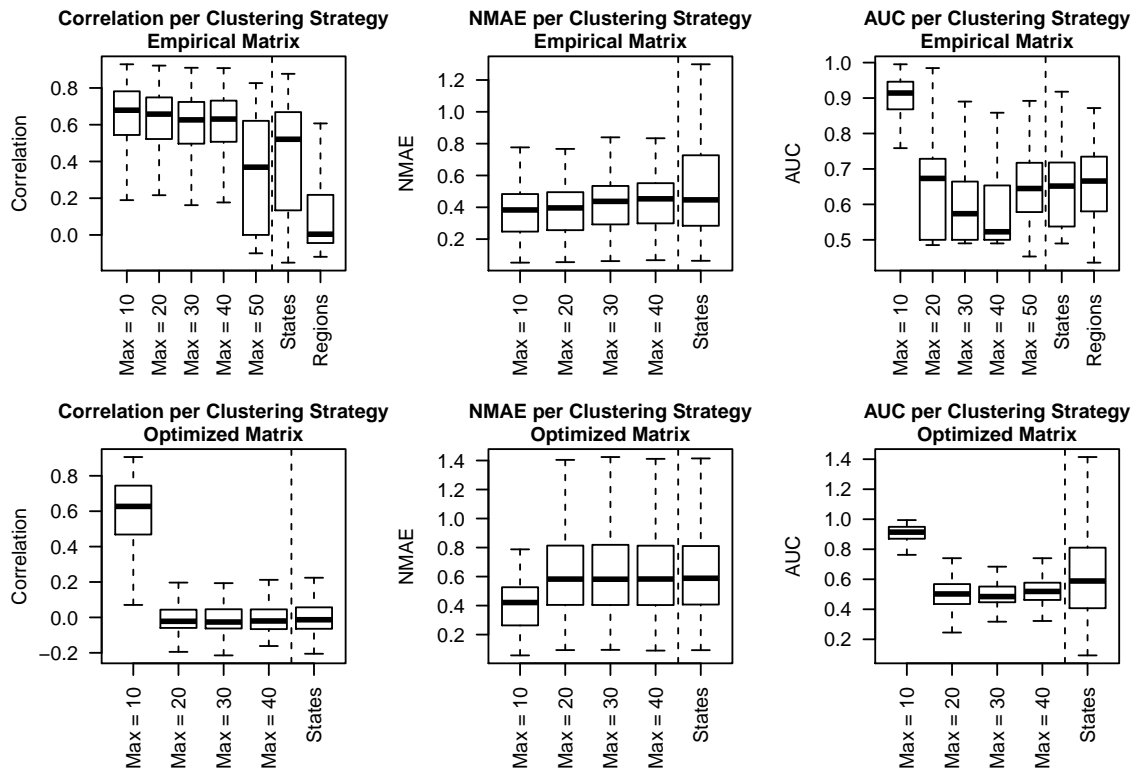 Correlation per Clustering Strategy
Empirical Matrix
Correlation
0.8
0.6
0.4
0.2
0.0
Max = 10
Max = 20
Max = 30
Max = 40
Max = 50
States
Regions
NMAE per Clustering Strategy
Empirical Matrix
NMAE
1.2
1.0
0.8
0.6
0.4
0.2
Max = 10
Max = 20
Max = 30
Max = 40
States
AUC per Clustering Strategy
Empirical Matrix
AUC
1.0
0.9
0.8
0.7
0.6
0.5
Max = 10
Max = 20
Max = 30
Max = 40
Max = 50
States
Regions
Correlation per Clustering Strategy
Optimized Matrix
Correlation
0.8
0.6
0.4
0.2
0.0
−0.2
Max = 10
Max = 20
Max = 30
Max = 40
States
NMAE per Clustering Strategy
Optimized Matrix
NMAE
1.4
1.2
1.0
0.8
0.6
0.4
0.2
Max = 10
Max = 20
Max = 30
Max = 40
States
AUC per Clustering Strategy
Optimized Matrix
AUC
1.4
1.2
1.0
0.8
0.6
0.4
0.2
Max = 10
Max = 20
Max = 30
Max = 40
States